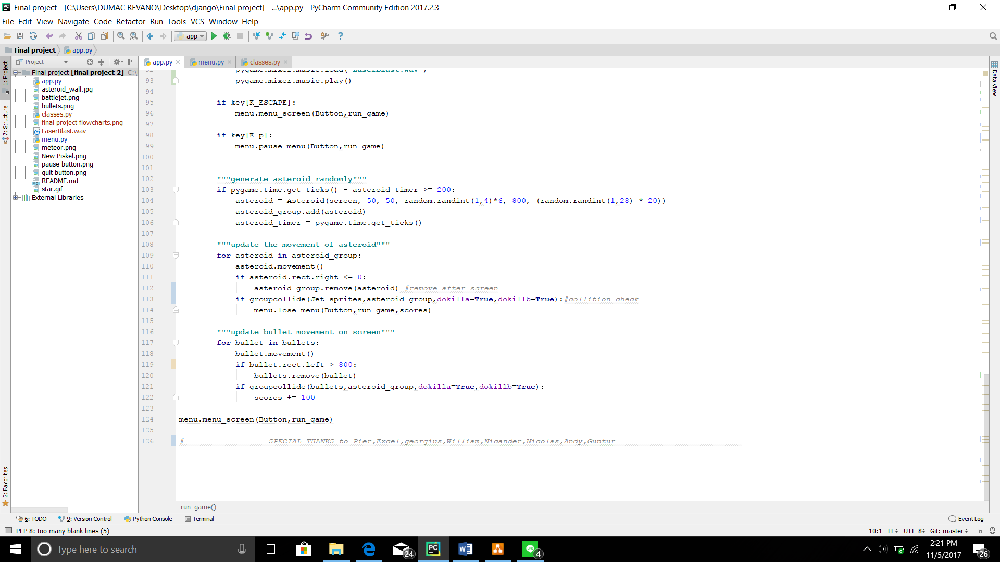 Final project - [C:\Users\DUMAC REVANO\Desktop\django\Final project] - ...\app.py - PyCharm Community Edition 2017.2.3
File Edit View Navigate Code Refactor Run Tools VCS Window Help
app
Final project app.py
Project
app.py menu.py classes.py
1: Project
Z: Structure
2: Favorites
Data View
Final project [final project 2] C:\
app.py
asteroid_wall.jpg
battlejet.png
bullets.png
classes.py
final project flowcharts.png
LaserBlast.wav
menu.py
meteor.png
New Piskel.png
pause button.png
quit button.png
README.md
star.gif
External Libraries
92 pygame.mixer.music.load('LaserBlast.wav')
93 pygame.mixer.music.play()
94
95 if key[K_ESCAPE]:
96 menu.menu_screen(Button,run_game)
97
98 if key[K_p]:
99 menu.pause_menu(Button,run_game)
100
101
102 """generate asteroid randomly"""
103 if pygame.time.get_ticks() - asteroid_timer >= 200:
104 asteroid = Asteroid(screen, 50, 50, random.randint(1,4)*6, 800, (random.randint(1,28) * 20))
105 asteroid_group.add(asteroid)
106 asteroid_timer = pygame.time.get_ticks()
107
108 """update the movement of asteroid"""
109 for asteroid in asteroid_group:
110 asteroid.movement()
111 if asteroid.rect.right <= 0:
112 asteroid_group.remove(asteroid) #remove after screen
113 if groupcollide(Jet_sprites,asteroid_group,dokilla=True,dokillb=True):#collition check
114 menu.lose_menu(Button,run_game,scores)
115
116 """update bullet movement on screen"""
117 for bullet in bullets:
118 bullet.movement()
119 if bullet.rect.left > 800:
120 bullets.remove(bullet)
121 if groupcollide(bullets,asteroid_group,dokilla=True,dokillb=True):
122 scores += 100
123
124 menu.menu_screen(Button,run_game)
125
126 #------------------SPECIAL THANKS to Pier,Excel,georgius,William,Nicander,Nicolas,Andy,Guntur---------------------------
run_game()
6: TODO 9: Version Control Python Console Terminal Event Log
PEP 8: too many blank lines (5) 10:1 LF UTF-8 Git: master
Type here to search 24 4 2:21 PM
11/5/2017 26